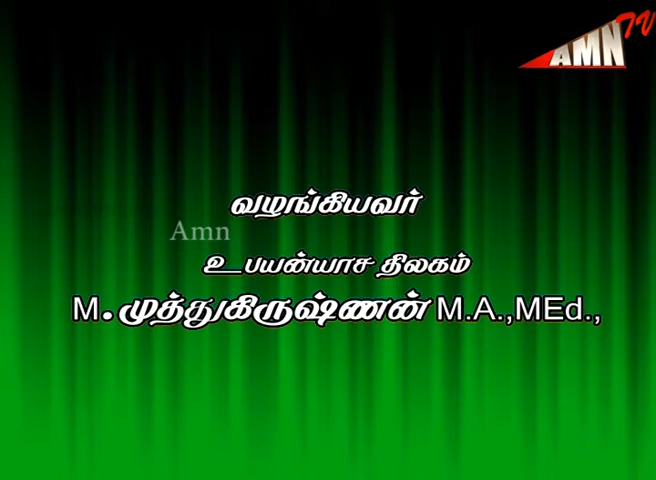 AMN TV
வழங்கியவர்
Amn
உபயன்யாச திலகம்
M. முத்துகிருஷ்ணன் M.A.,MEd.,